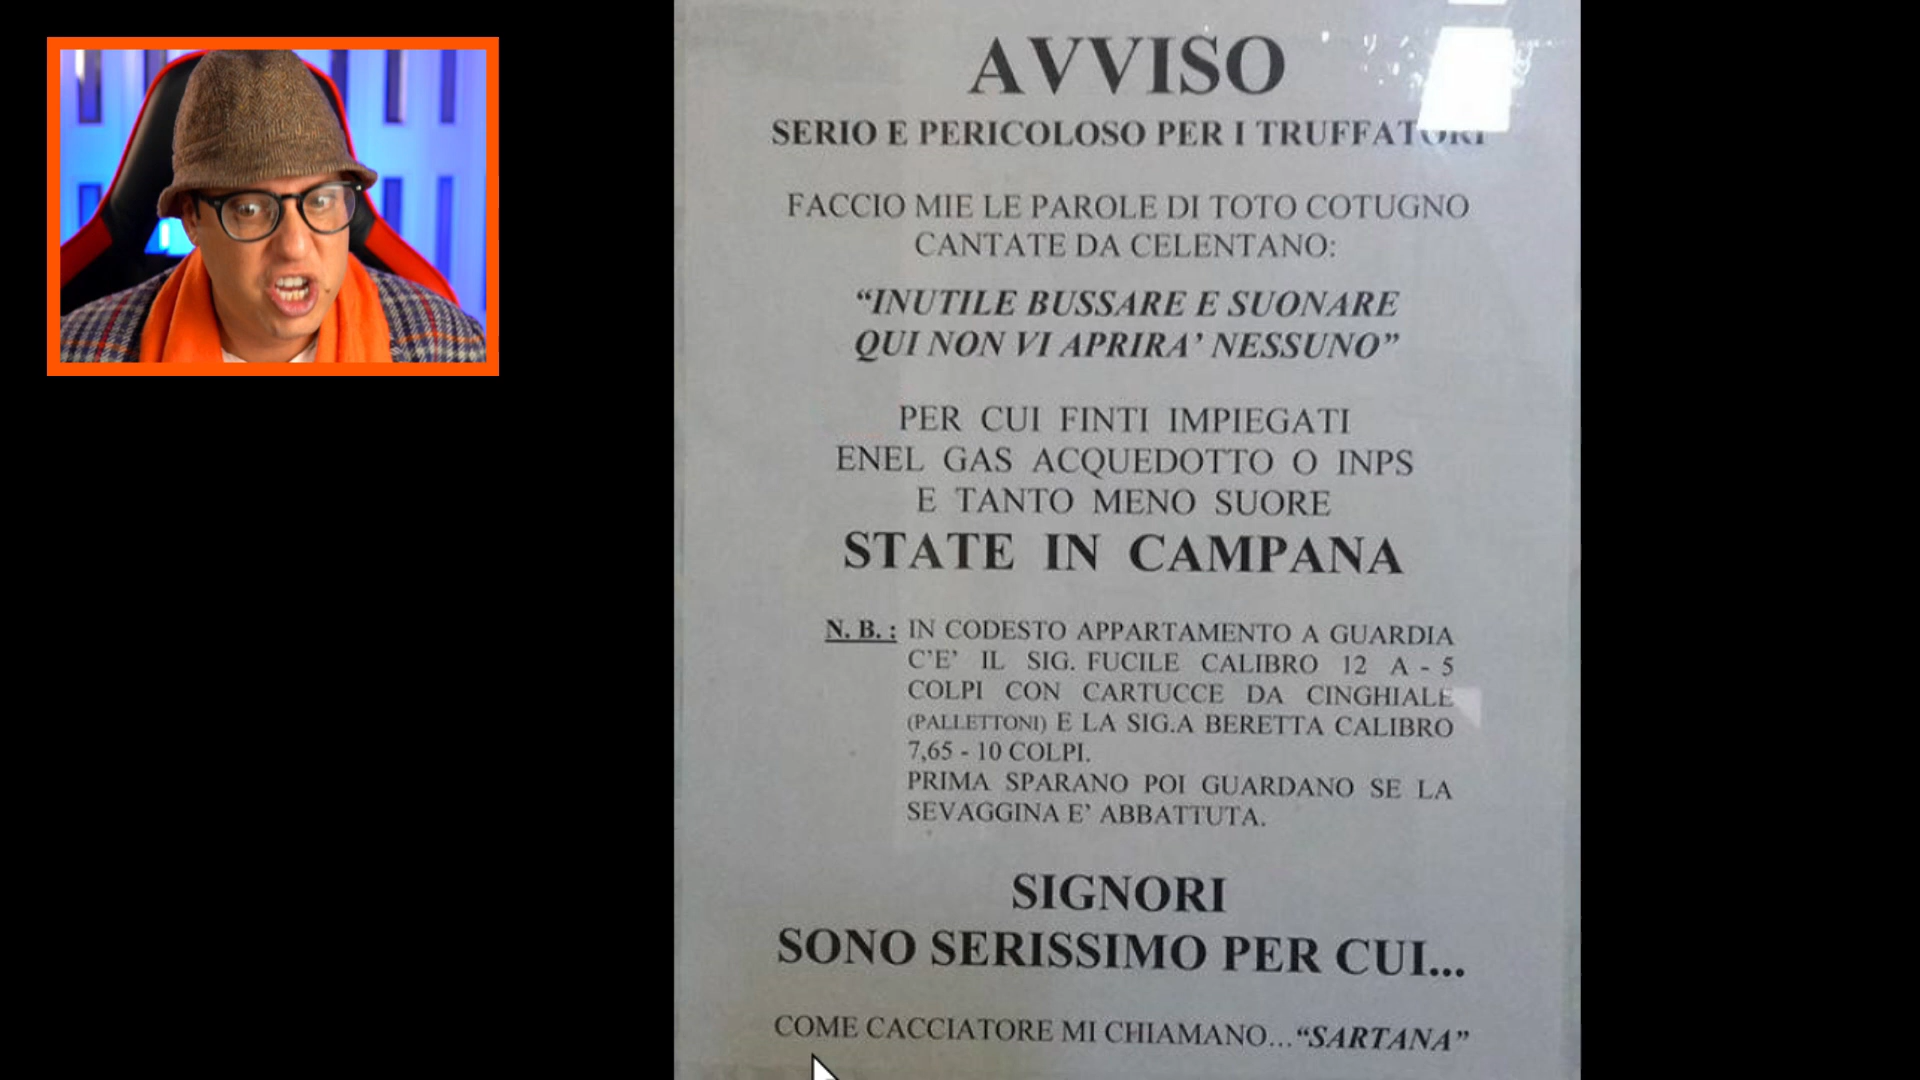 AVVISO
SERIO E PERICOLOSO PER I TRUFFATORI
FACCIO MIE LE PAROLE DI TOTO COTUGNO
CANTATE DA CELENTANO:
“INUTILE BUSSARE E SUONARE
QUI NON VI APRIRA’ NESSUNO”
PER CUI FINTI IMPIEGATI
ENEL GAS ACQUEDOTTO O INPS
E TANTO MENO SUORE
STATE IN CAMPANA
N. B. : IN CODESTO APPARTAMENTO A GUARDIA
C’E’ IL SIG. FUCILE CALIBRO 12 A - 5
COLPI CON CARTUCCE DA CINGHIALE
(PALLETTONI) E LA SIG.A BERETTA CALIBRO
7,65 - 10 COLPI.
PRIMA SPARANO POI GUARDANO SE LA
SEVAGGINA E’ ABBATTUTA.
SIGNORI
SONO SERISSIMO PER CUI...
COME CACCIATORE MI CHIAMANO...“SARTANA”